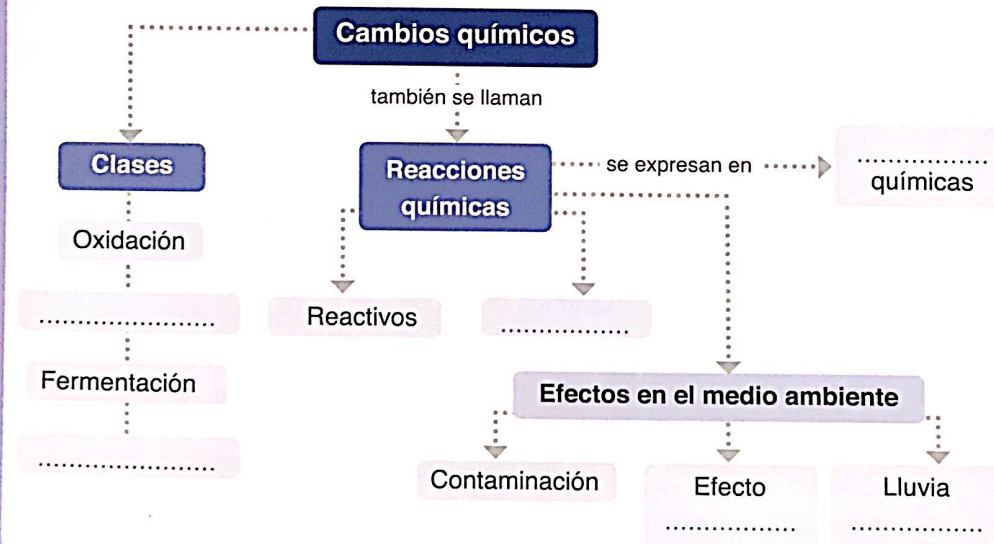 Cambios químicos
también se llaman
Clases
Reacciones
químicas
se expresan en
......................
químicas
Oxidación
..............................
Reactivos
......................
Fermentación
..............................
Efectos en el medio ambiente
Contaminación
Efecto
......................
Lluvia
......................